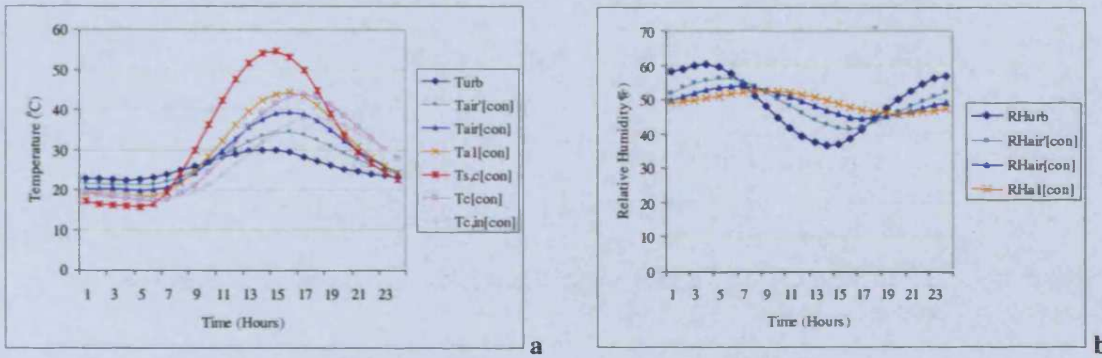 60
50
40
30
20
10
0
Temperature (°C)
1 3 5 7 9 11 13 15 17 19 21 23
Time (Hours)
Turb
Tair'[con]
Tair[con]
Ta1[con]
Ts,c[con]
Tc[con]
Tc,in[con]
a
70
60
50
40
30
20
10
0
Relative Humidity
1 3 5 7 9 11 13 15 17 19 21 23
Time (Hours)
RHurb
RHair'[con]
RHair[con]
RHa1[con]
b